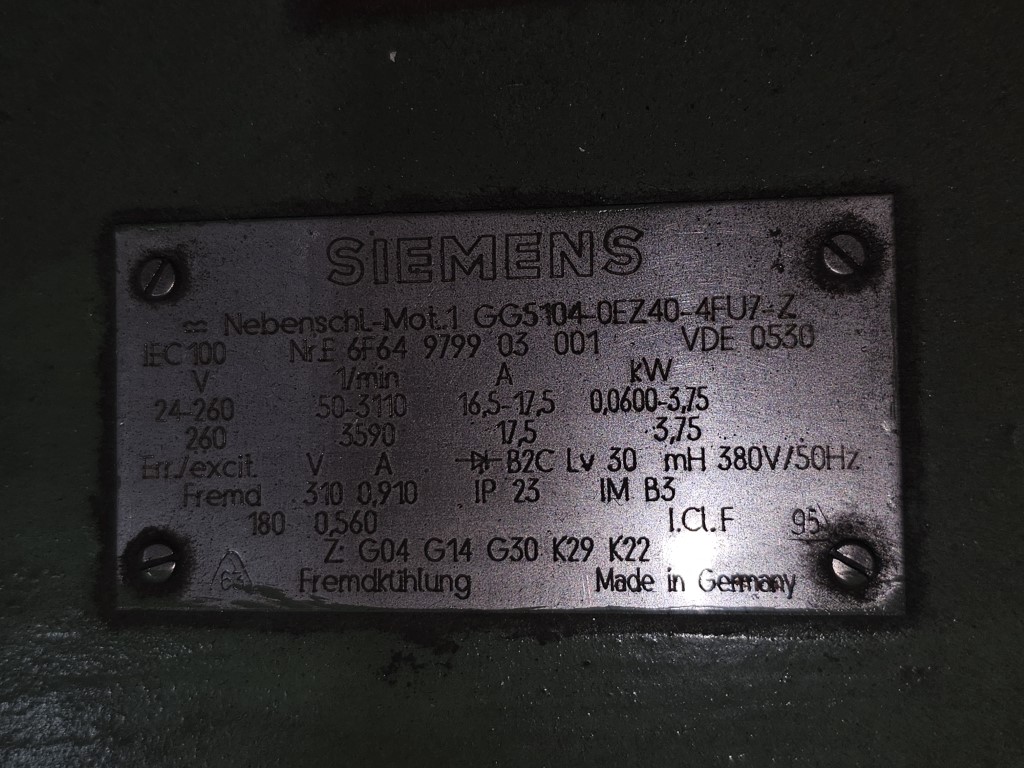 SIEMENS
Nebenschl.-Mot.1 GG5104-0EZ40-4FU7-Z
IEC 100 Nr.E 6F64 9799 03 001 VDE 0530
V 1/min A kW
24-260 50-3110 16,5-17,5 0,0600-3,75
260 3590 17,5 3,75
Err./excit. V A B2C Lv 30 mH 380V/50Hz
Fremd 310 0,910 IP 23 IM B3
180 0,560 I.Cl.F 95
Z: G04 G14 G30 K29 K22
Fremdkühlung Made in Germany